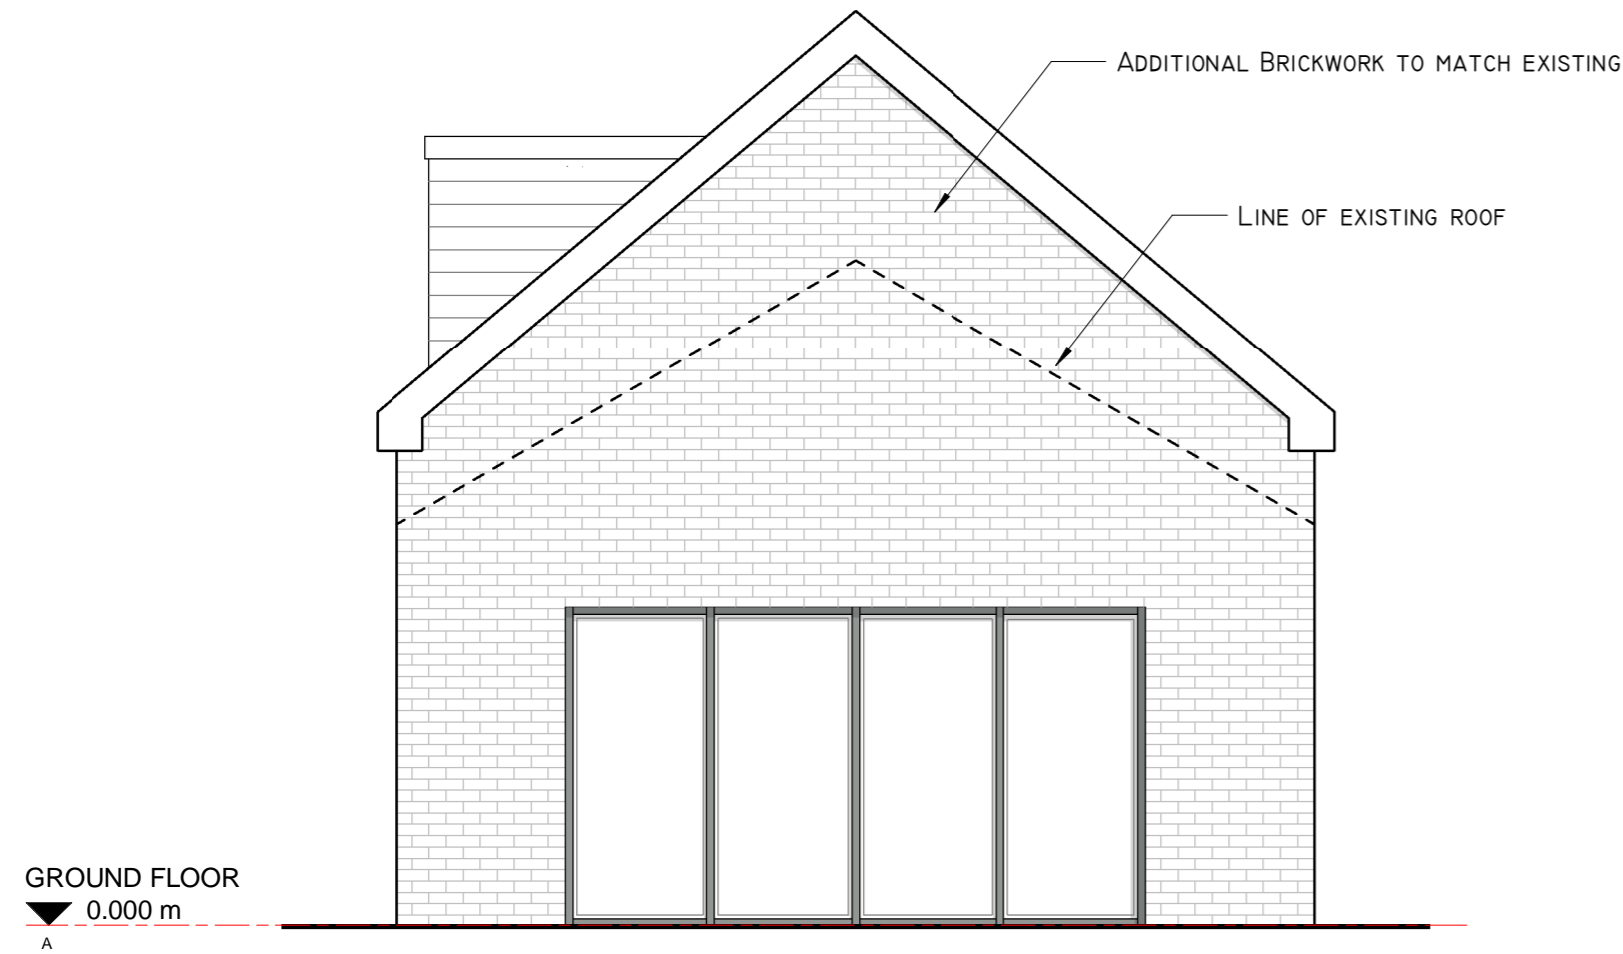 ADDITIONAL BRICKWORK TO MATCH EXISTING
LINE OF EXISTING ROOF
GROUND FLOOR
0.000 m
A